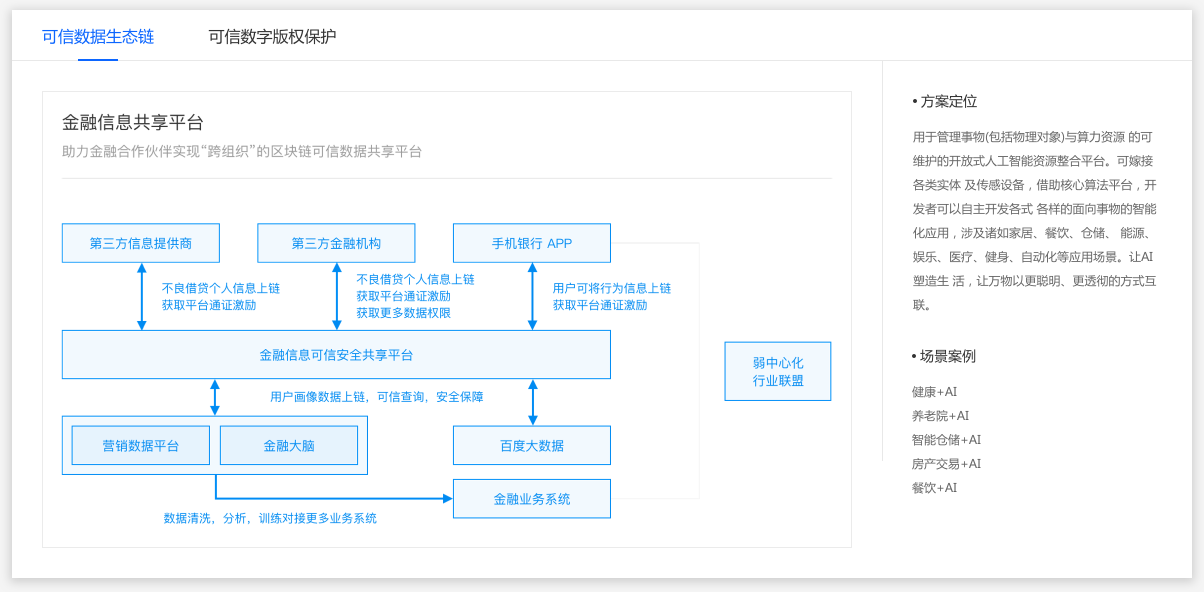 可信数据生态链
可信数字版权保护
金融信息共享平台
助力金融合作伙伴实现“跨组织”的区块链可信数据共享平台
第三方信息提供商
第三方金融机构
手机银行 APP
不良借贷个人信息上链
获取平台通证激励
不良借贷个人信息上链
获取平台通证激励
获取更多数据权限
用户可将行为信息上链
获取平台通证激励
金融信息可信安全共享平台
弱中心化
行业联盟
用户画像数据上链，可信查询，安全保障
营销数据平台
金融大脑
百度大数据
金融业务系统
数据清洗，分析，训练对接更多业务系统
• 方案定位
用于管理事物(包括物理对象)与算力资源 的可
维护的开放式人工智能资源整合平台。可嫁接
各类实体 及传感设备，借助核心算法平台，开
发者可以自主开发各式 各样的面向事物的智能
化应用，涉及诸如家居、餐饮、仓储、 能源、
娱乐、医疗、健身、自动化等应用场景。让AI
塑造生 活，让万物以更聪明、更透彻的方式互
联。
• 场景案例
健康+AI
养老院+AI
智能仓储+AI
房产交易+AI
餐饮+AI